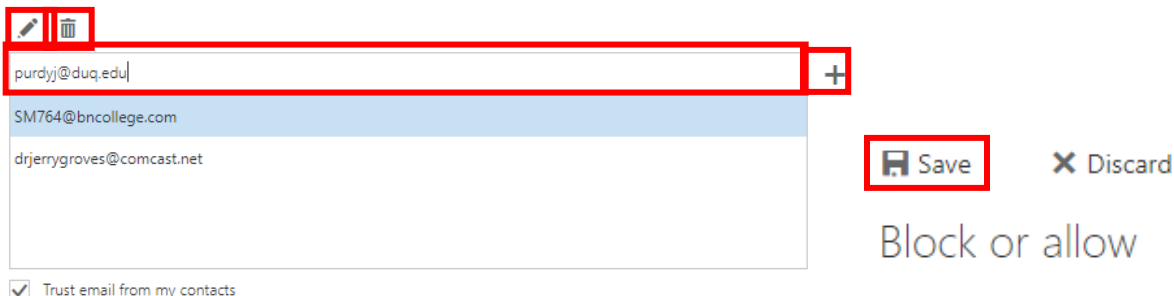 purdyj@duq.edu
SM764@bncollege.com
drjerrygroves@comcast.net
Trust email from my contacts
Save
Discard
Block or allow